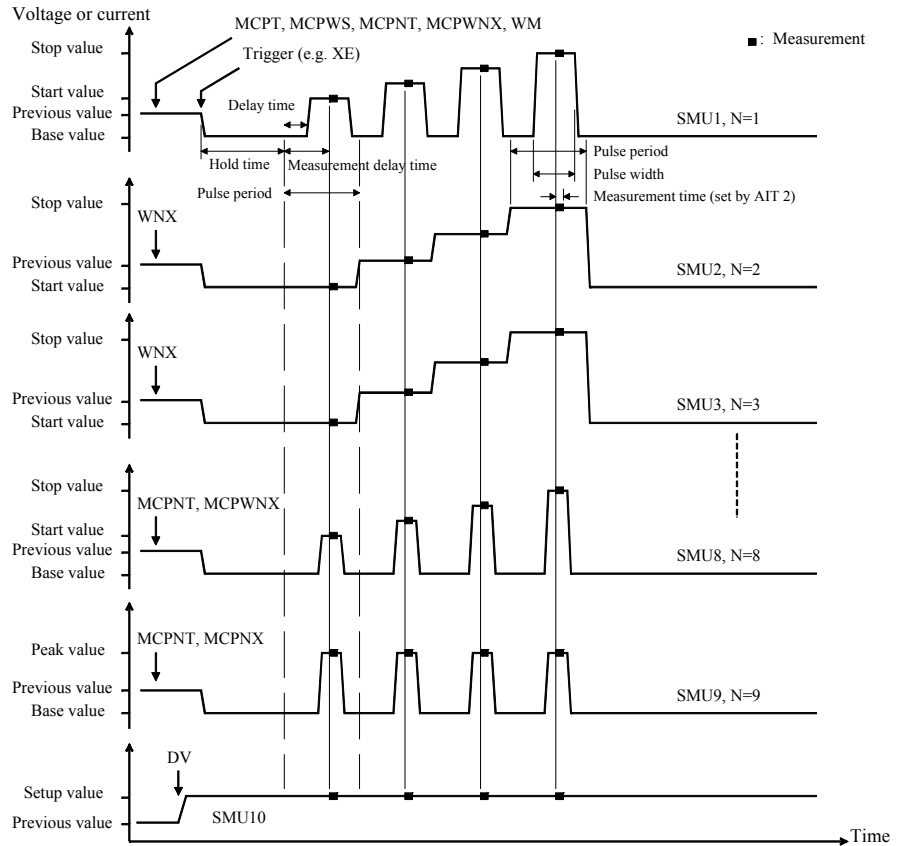 Voltage or current
MCPT, MCPWS, MCPNT, MCPWNX, WM
Stop value
■: Measurement
Trigger (e.g. XE)
Start value
Delay time
Previous value
SMU1, N=1
Base value
Hold time
Measurement delay time
Pulse period
Pulse width
Pulse period
Measurement time (set by AIT 2)
Stop value
WNX
Previous value
SMU2, N=2
Start value
Stop value
WNX
Previous value
SMU3, N=3
Start value
Stop value
MCPNT, MCPWNX
Start value
Previous value
SMU8, N=8
Base value
MCPNT, MCPNX
Peak value
Previous value
SMU9, N=9
Base value
DV
Setup value
SMU10
Previous value
Time